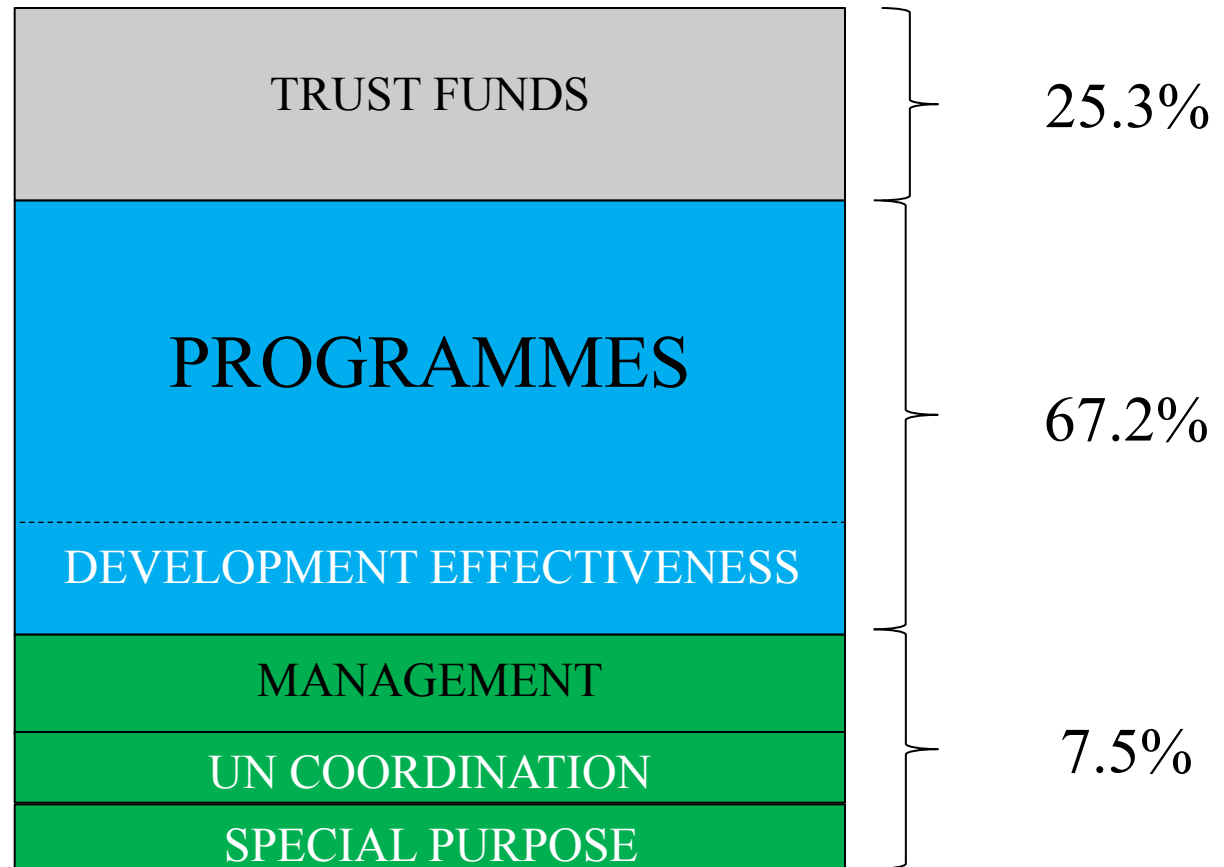 TRUST FUNDS
25.3%
PROGRAMMES
67.2%
DEVELOPMENT EFFECTIVENESS
MANAGEMENT
UN COORDINATION
7.5%
SPECIAL PURPOSE